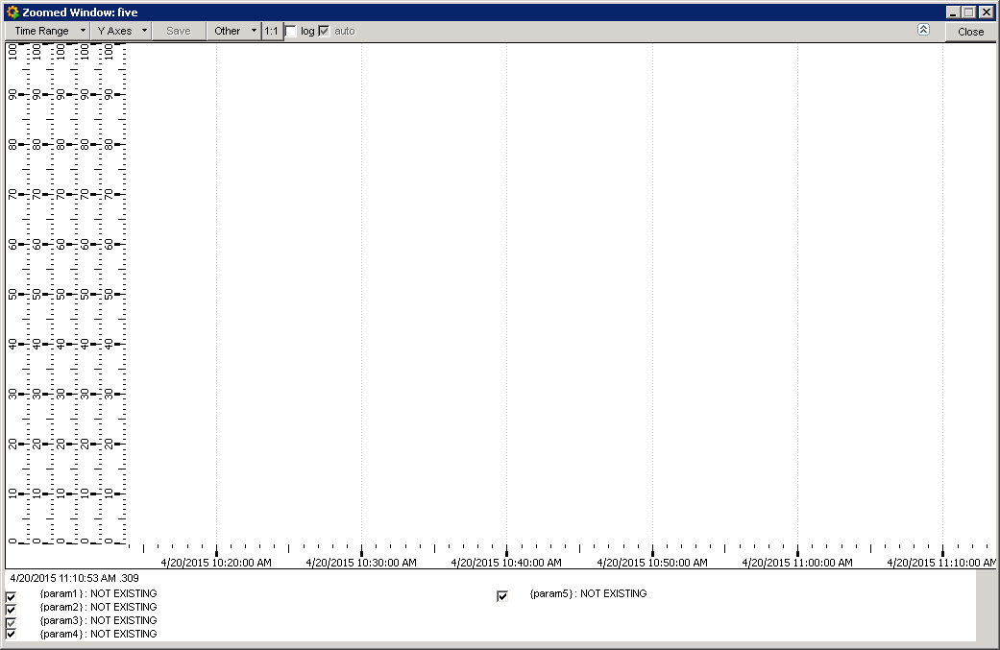 Zoomed Window: five
Time Range Y Axes Save Other 1:1 log auto Close
100 100 100 100 100
90 90 90 90 90
80 80 80 80 80
70 70 70 70 70
60 60 60 60 60
50 50 50 50 50
40 40 40 40 40
30 30 30 30 30
20 20 20 20 20
10 10 10 10 10
0 0 0 0 0
4/20/2015 10:20:00 AM 4/20/2015 10:30:00 AM 4/20/2015 10:40:00 AM 4/20/2015 10:50:00 AM 4/20/2015 11:00:00 AM 4/20/2015 11:10:00 AM
4/20/2015 11:10:53 AM .309
{param1} : NOT EXISTING {param5} : NOT EXISTING
{param2} : NOT EXISTING
{param3} : NOT EXISTING
{param4} : NOT EXISTING